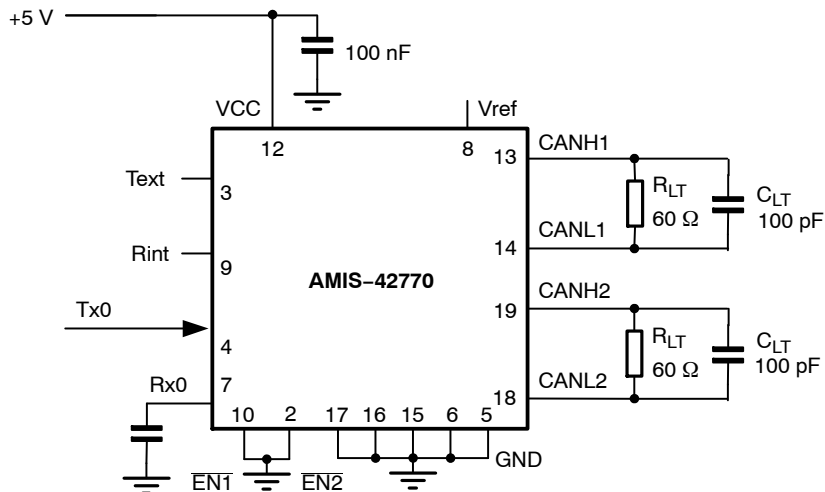 +5 V
100 nF
VCC
Vref
12
8
13
CANH1
Text
3
RLT
60 Ω
CLT
100 pF
14
CANL1
Rint
9
AMIS–42770
19
CANH2
Tx0
4
RLT
60 Ω
CLT
100 pF
Rx0
7
18
CANL2
10
2
17
16
15
6
5
EN1
EN2
GND